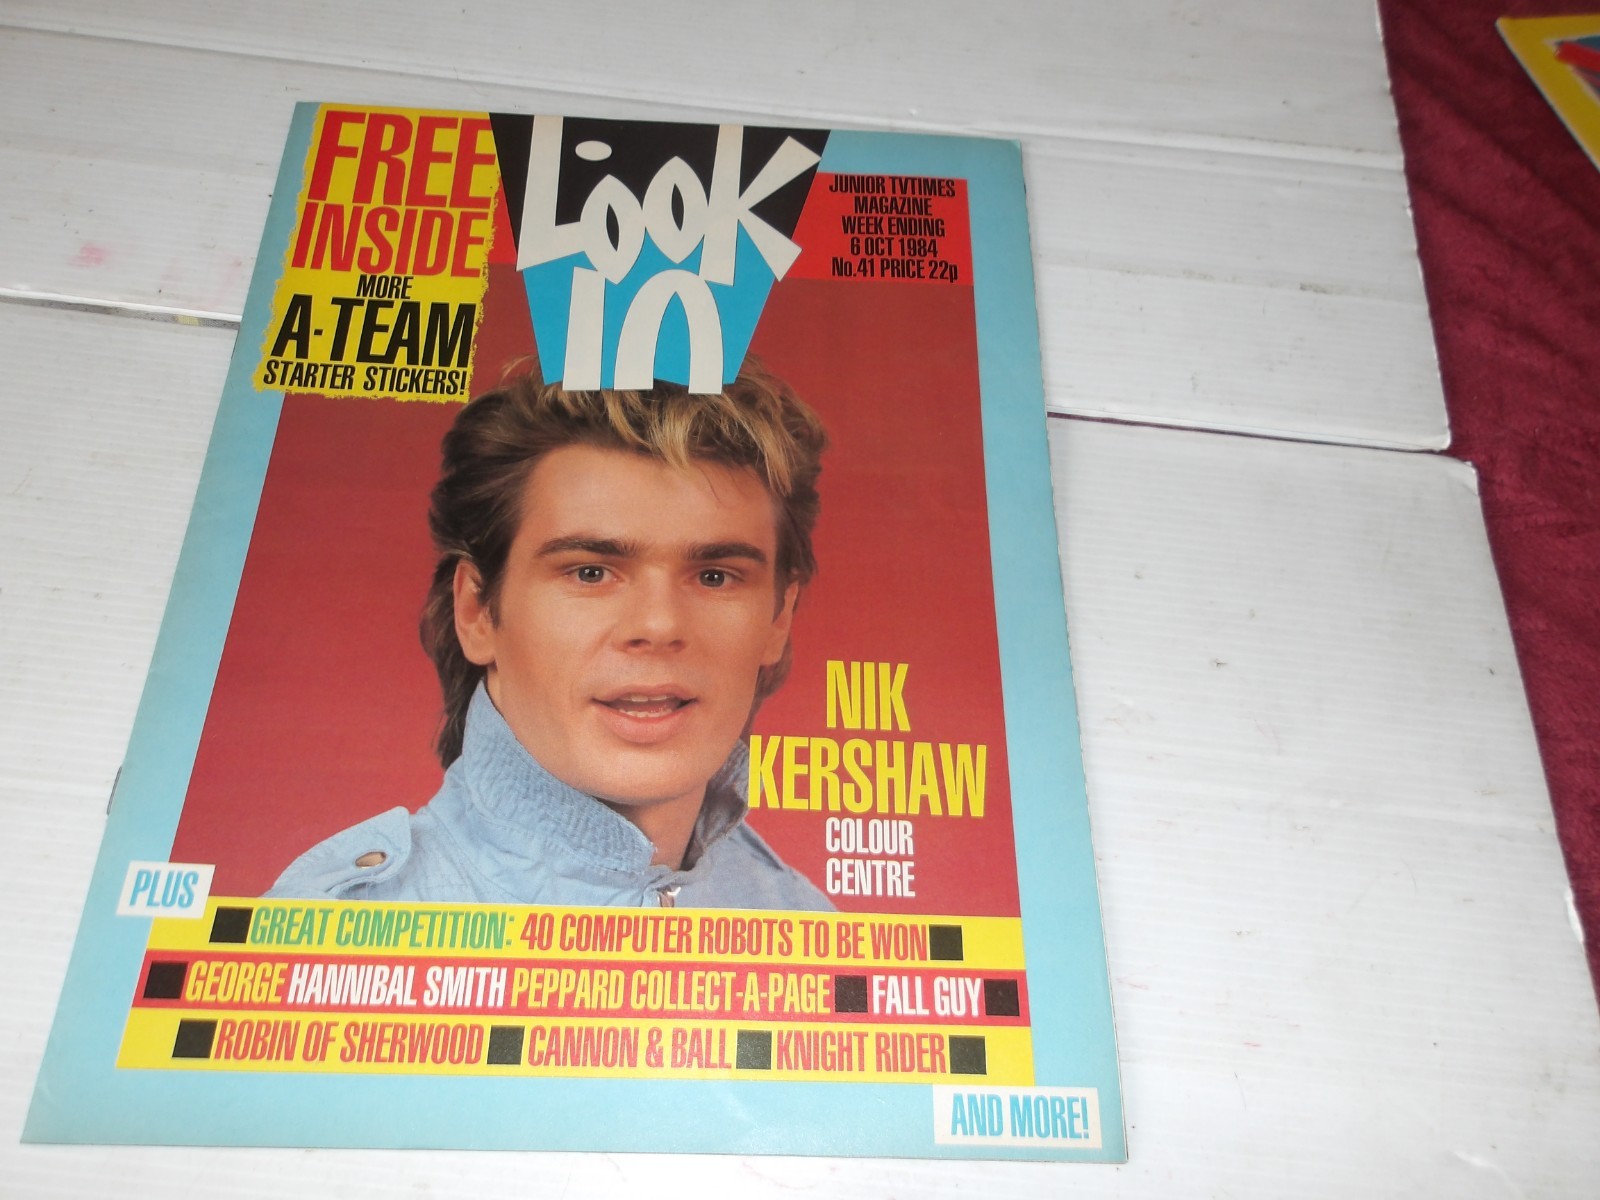 FREE
INSIDE
MORE
A-TEAM
STARTER STICKERS!
Look
in
JUNIOR TVTIMES
MAGAZINE
WEEK ENDING
6 OCT 1984
No.41 PRICE 22p
NIK
KERSHAW
COLOUR
CENTRE
PLUS
GREAT COMPETITION: 40 COMPUTER ROBOTS TO BE WON
GEORGE HANNIBAL SMITH PEPPARD COLLECT-A-PAGE FALL GUY
ROBIN OF SHERWOOD CANNON & BALL KNIGHT RIDER
AND MORE!